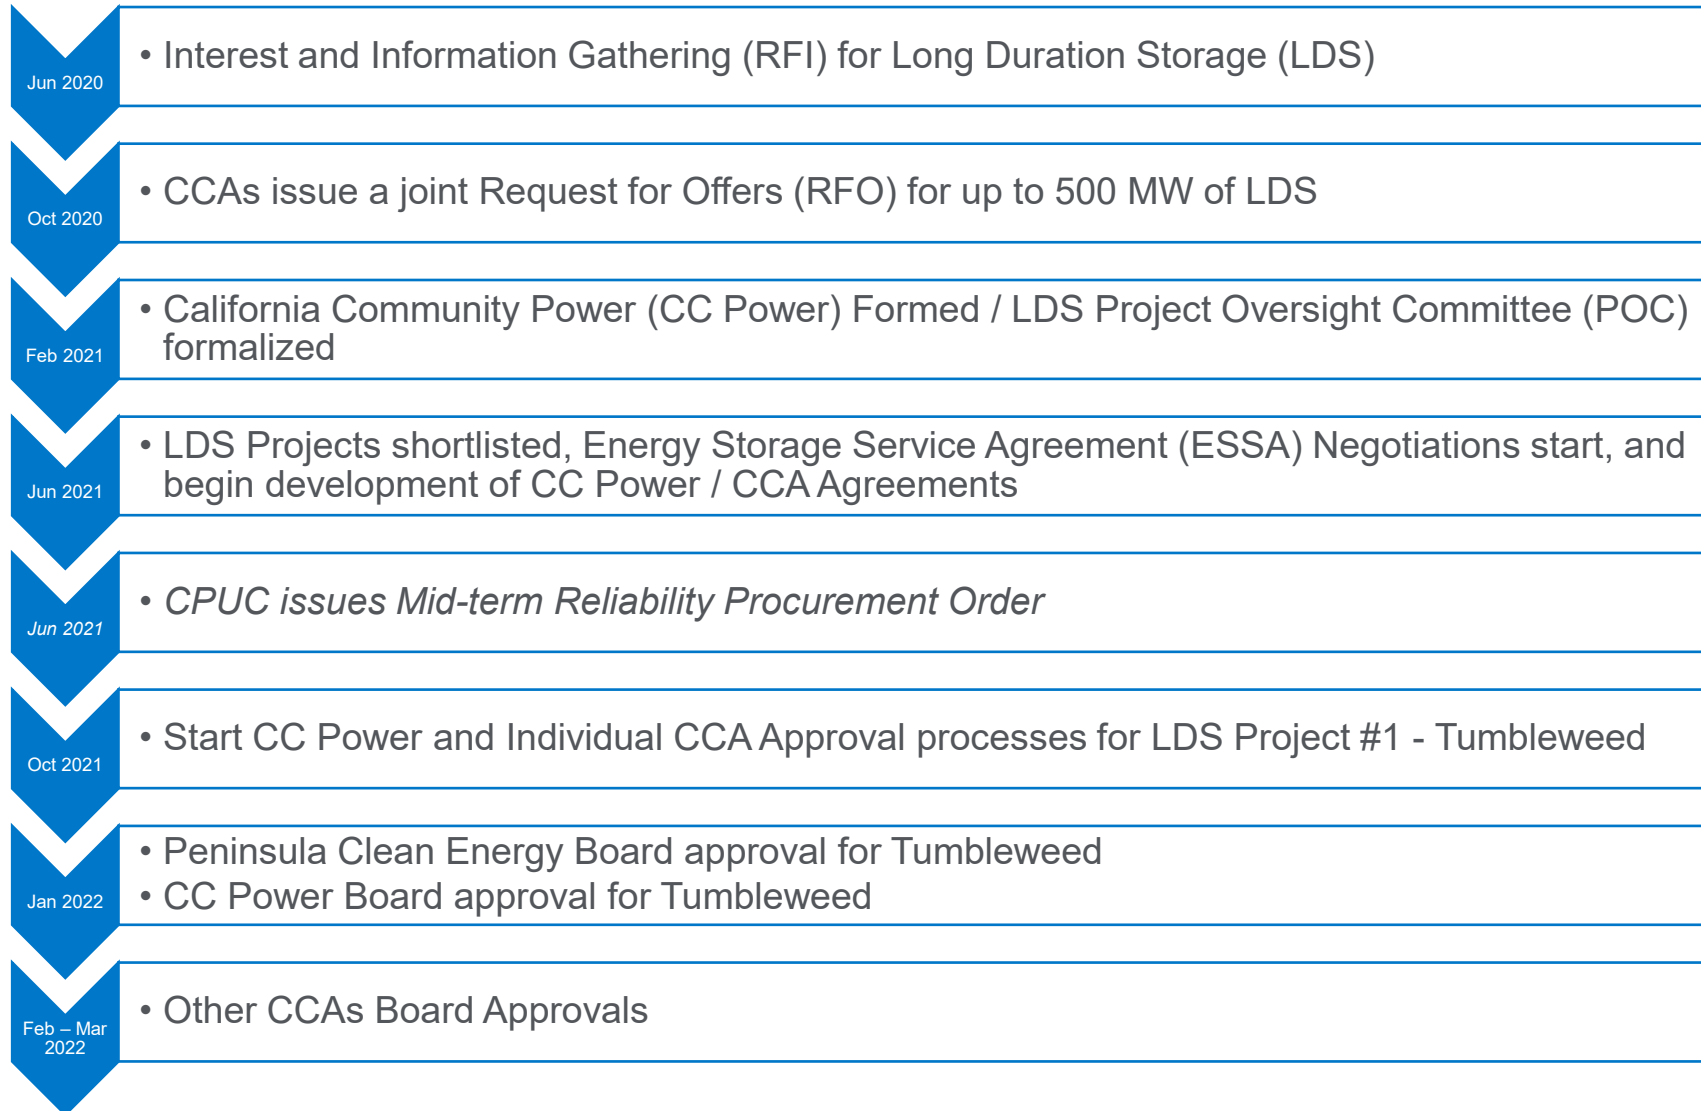 Jun 2020
• Interest and Information Gathering (RFI) for Long Duration Storage (LDS)
Oct 2020
• CCAs issue a joint Request for Offers (RFO) for up to 500 MW of LDS
Feb 2021
• California Community Power (CC Power) Formed / LDS Project Oversight Committee (POC)
formalized
Jun 2021
• LDS Projects shortlisted, Energy Storage Service Agreement (ESSA) Negotiations start, and
begin development of CC Power / CCA Agreements
Jun 2021
• CPUC issues Mid-term Reliability Procurement Order
Oct 2021
• Start CC Power and Individual CCA Approval processes for LDS Project #1 - Tumbleweed
Jan 2022
• Peninsula Clean Energy Board approval for Tumbleweed
• CC Power Board approval for Tumbleweed
Feb – Mar
2022
• Other CCAs Board Approvals